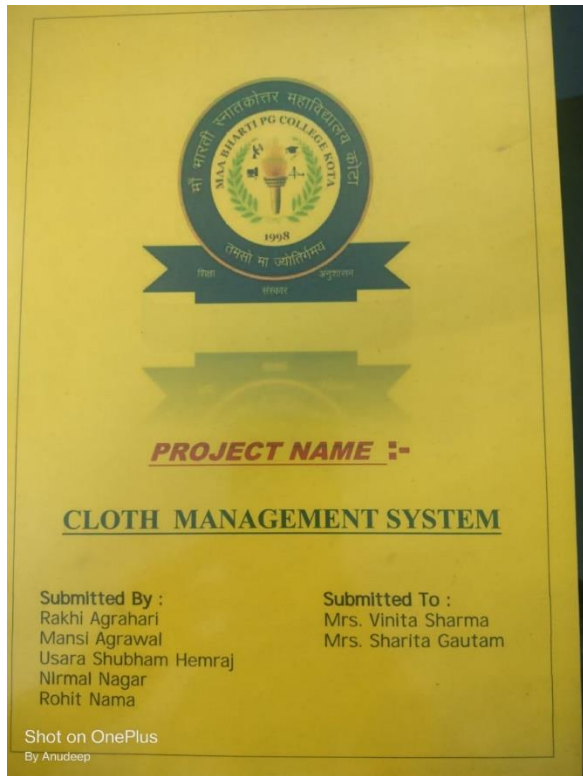 माँ भारती स्नातकोत्तर महाविद्यालय कोटा
MAA BHARTI PG COLLEGE KOTA
1998
तमसो मा ज्योतिर्गमय
शिक्षा
अनुशासन
संस्कार
PROJECT NAME :-
CLOTH MANAGEMENT SYSTEM
Submitted By :
Rakhi Agrahari
Mansi Agrawal
Usara Shubham Hemraj
Nirmal Nagar
Rohit Nama
Submitted To :
Mrs. Vinita Sharma
Mrs. Sharita Gautam
Shot on OnePlus
By Anudeep